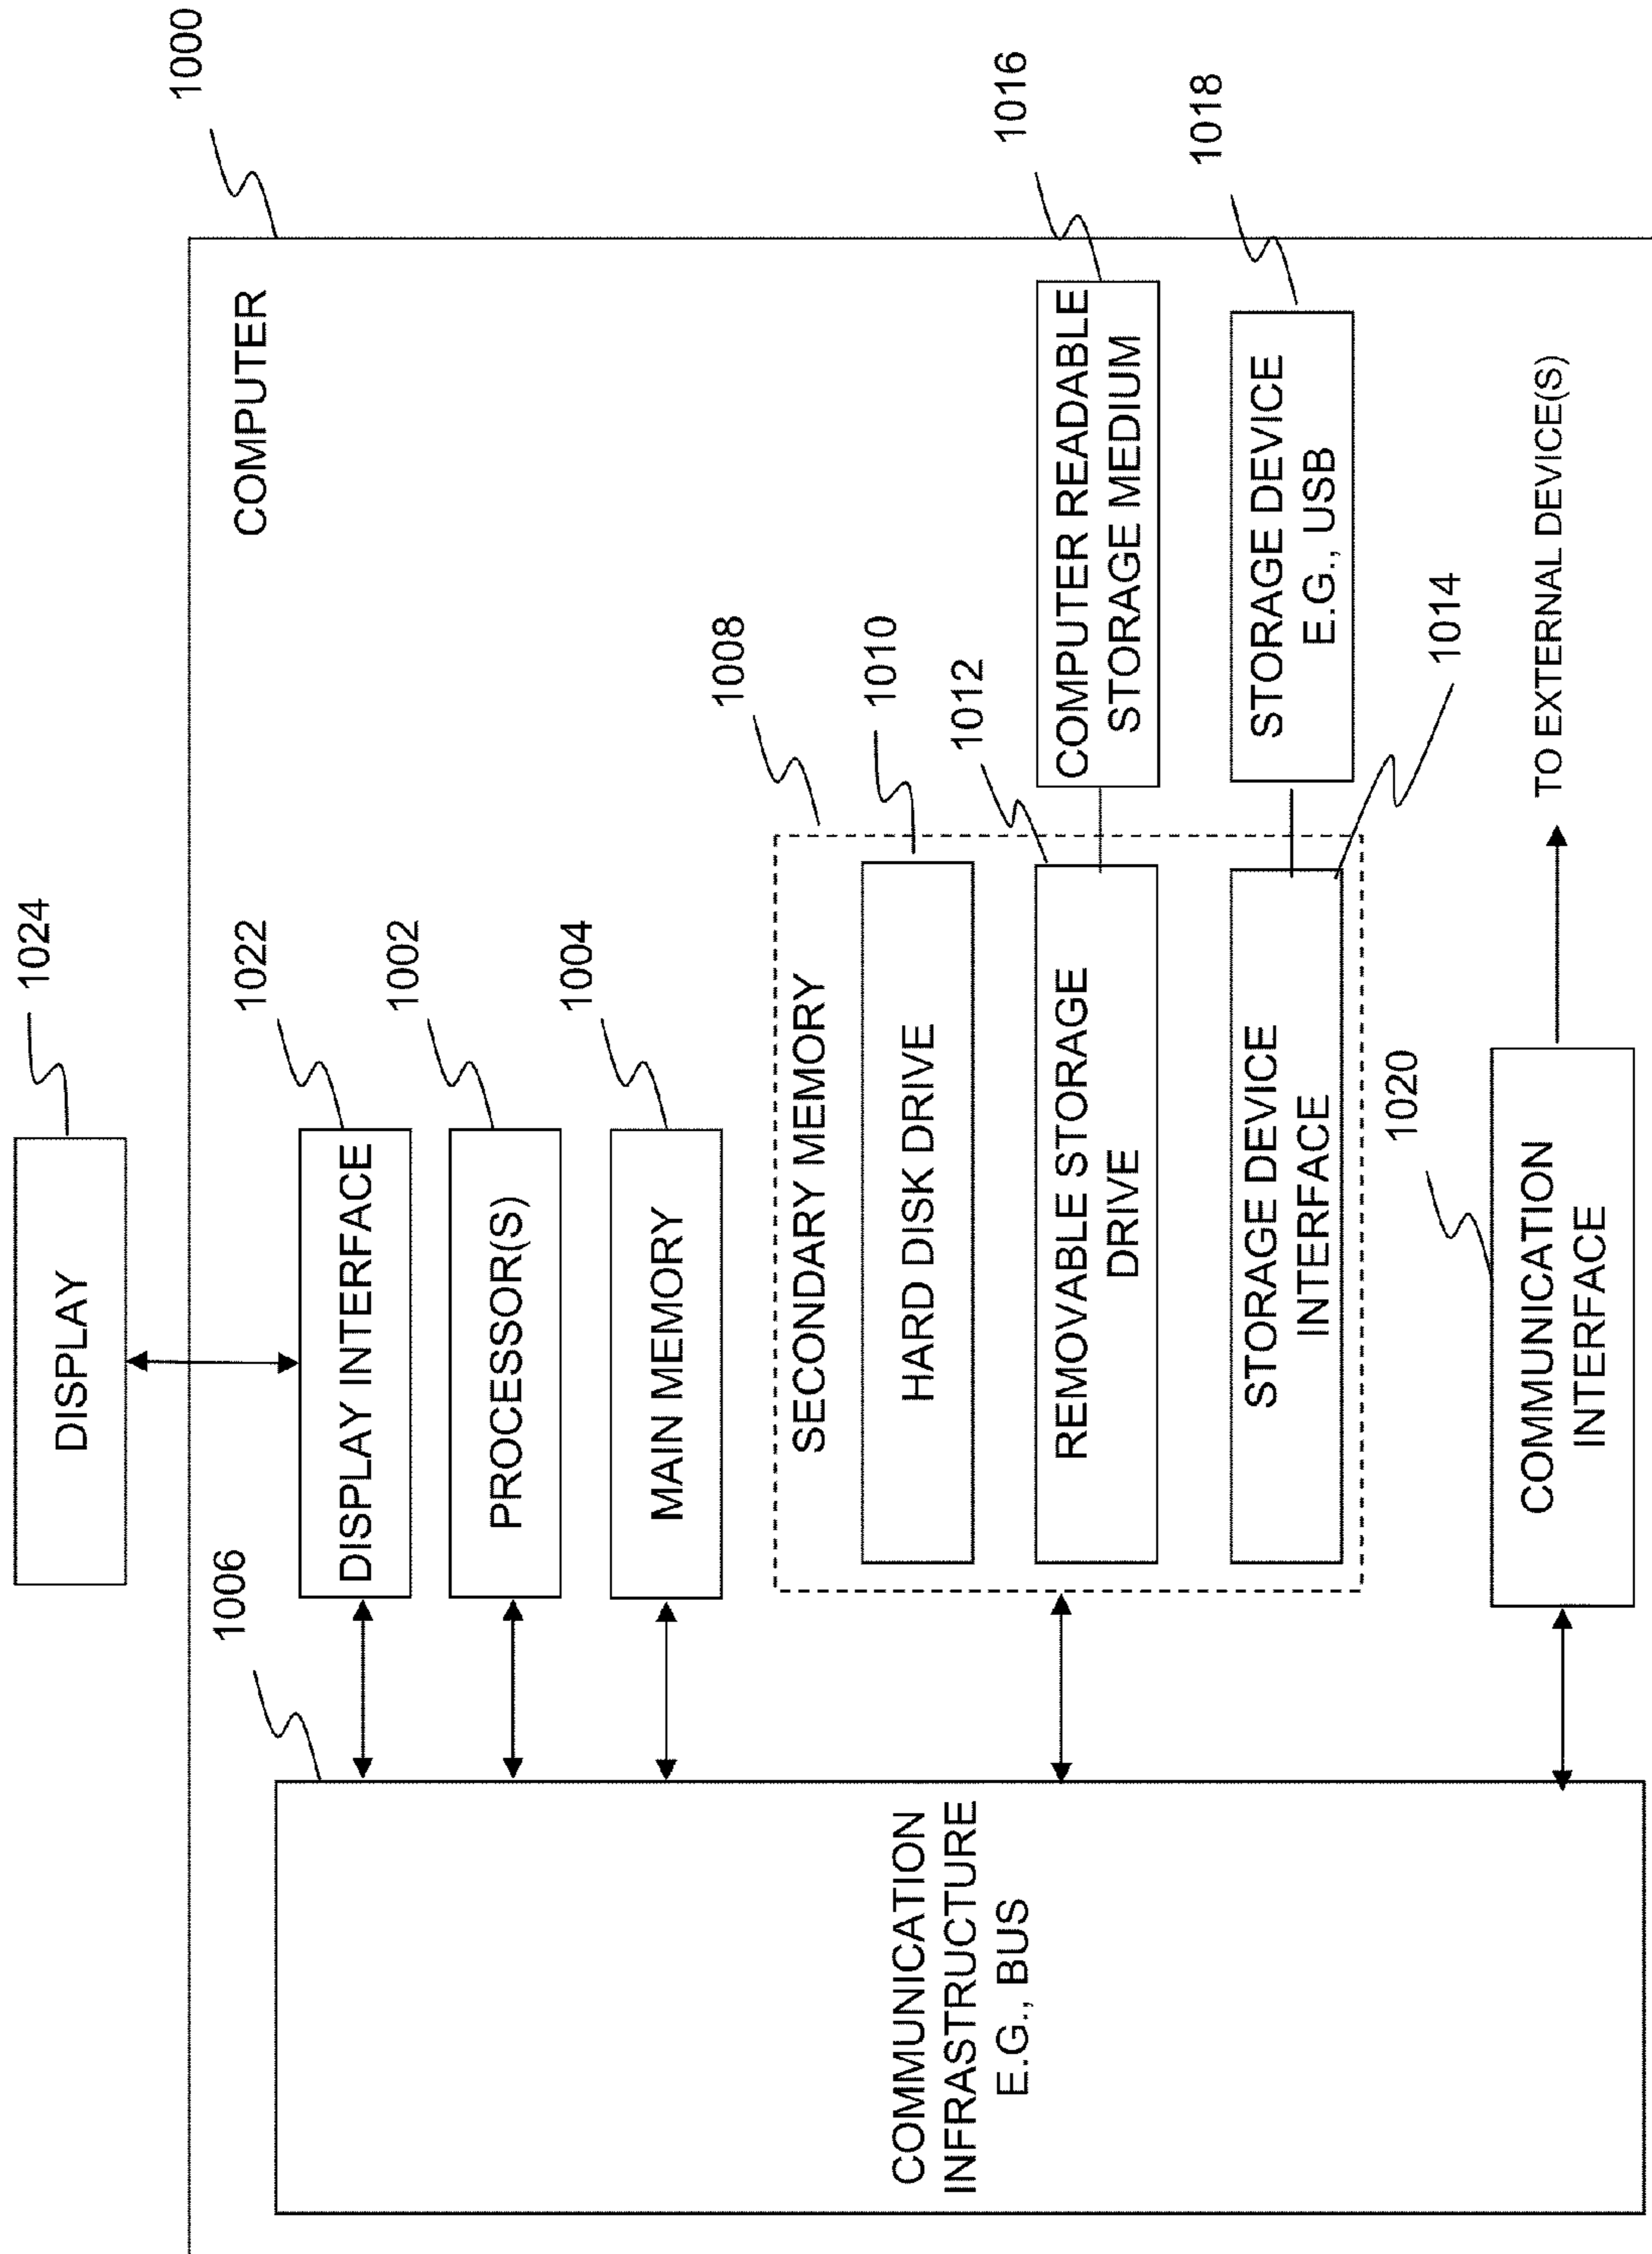 DISPLAY
1024
1000
COMPUTER
1006
DISPLAY INTERFACE
1022
PROCESSOR(S)
1002
MAIN MEMORY
1004
COMMUNICATION
INFRASTRUCTURE
E.G., BUS
SECONDARY MEMORY
1008
HARD DISK DRIVE
1010
REMOVABLE STORAGE
DRIVE
1012
COMPUTER READABLE
STORAGE MEDIUM
1016
STORAGE DEVICE
INTERFACE
1014
STORAGE DEVICE
E.G., USB
1018
1020
COMMUNICATION
INTERFACE
TO EXTERNAL DEVICE(S)